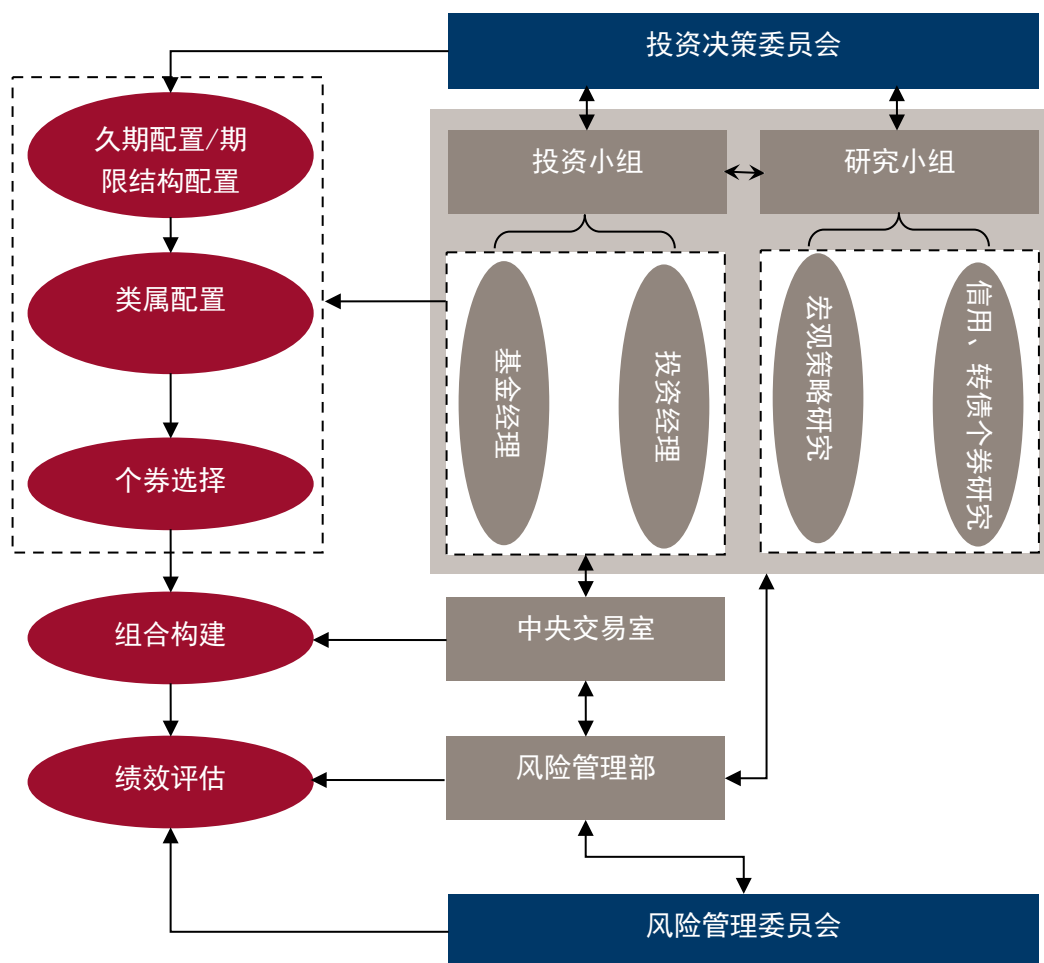 投资决策委员会
久期配置/期
限结构配置
投资小组
研究小组
类属配置
基金经理
投资经理
宏观策略研究
信用、转债个券研究
个券选择
组合构建
中央交易室
绩效评估
风险管理部
风险管理委员会